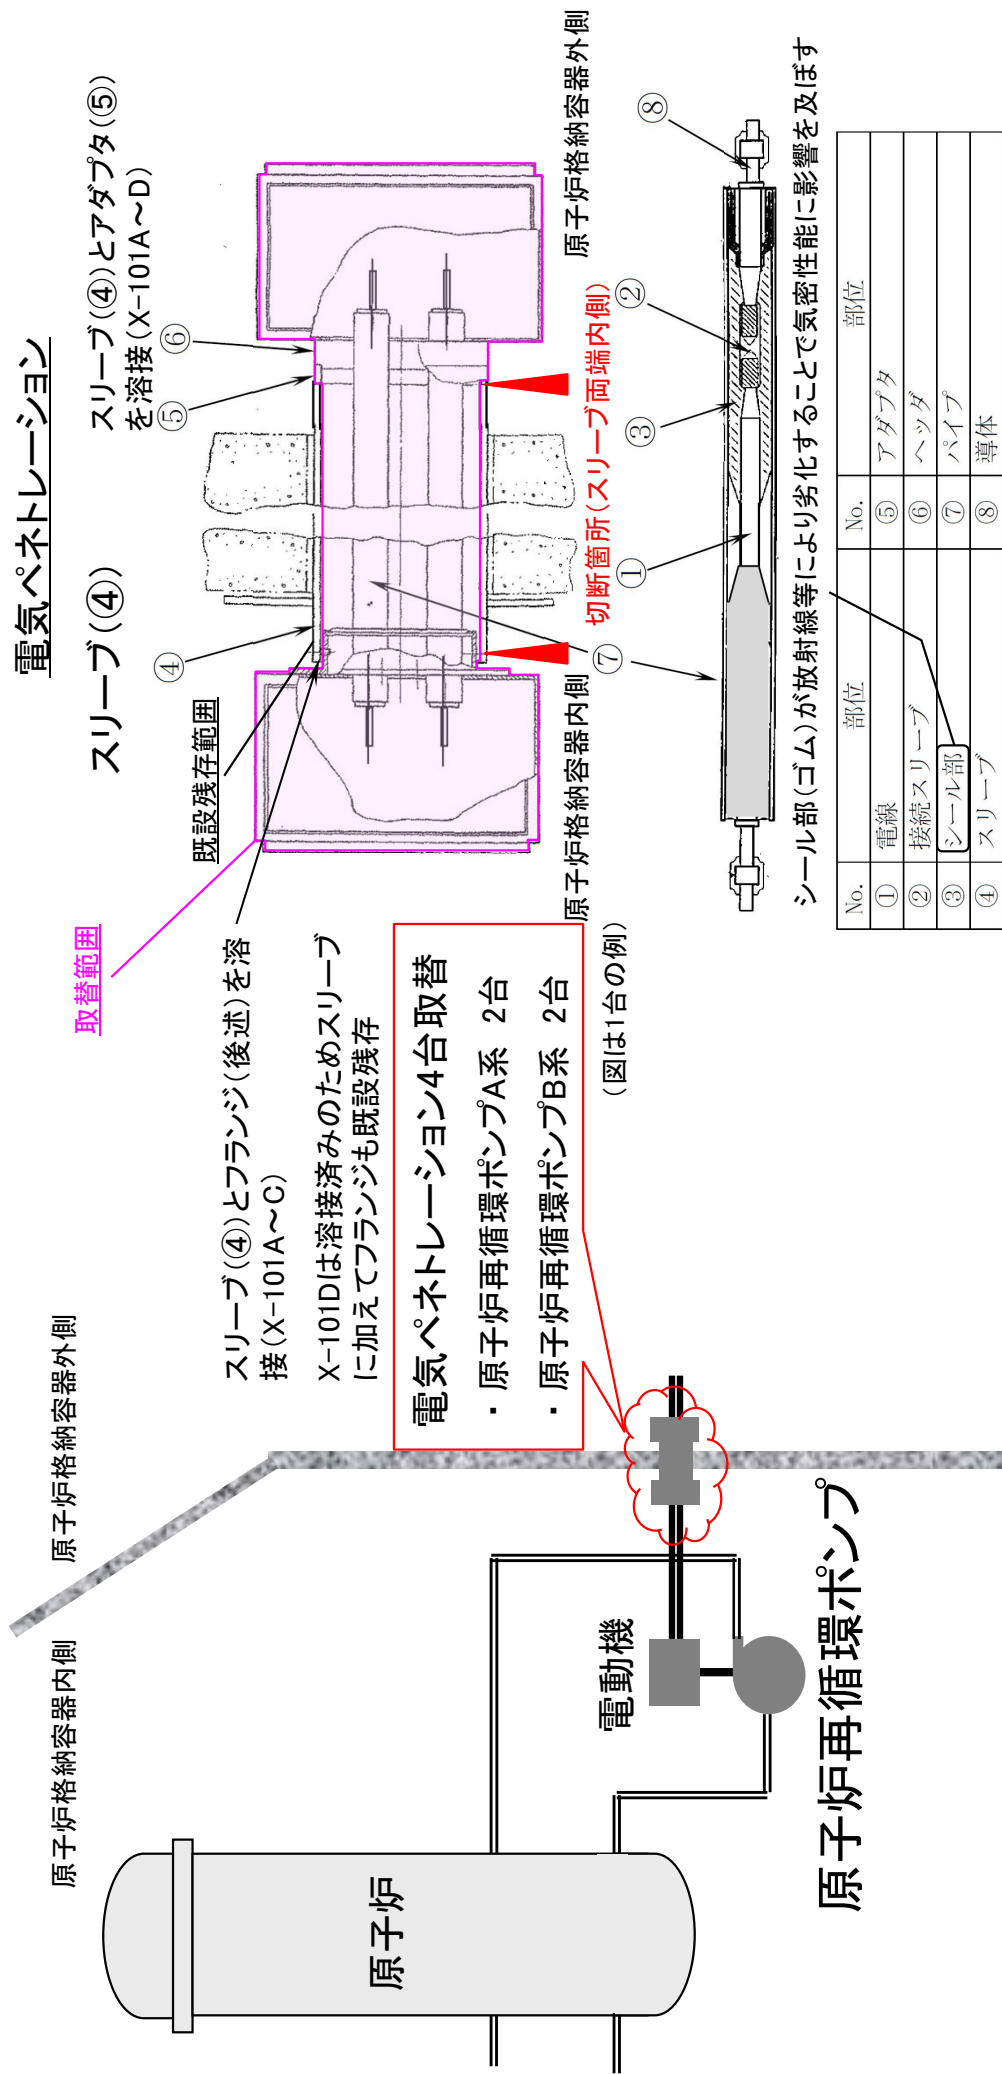 電気ペネトレーション
スリーブ(④)
スリーブ(④)とアダプタ(⑤)
を溶接(X-101A～D)
取替範囲
既設残存範囲
④
⑤
⑥
スリーブ(④)とフランジ(後述)を溶
接(X-101A～C)
X-101Dは溶接済みのためスリーブ
に加えてフランジも既設残存
原子炉格納容器内側
切断箇所(スリーブ両端内側)
原子炉格納容器外側
⑦
①
③
②
⑧
シール部(ゴム)が放射線等により劣化することで気密性能に影響を及ぼす
No. 部位 No. 部位
① 電線 ⑤ アダプタ
② 接続スリーブ ⑥ ヘッダ
③ シール部 ⑦ パイプ
④ スリーブ ⑧ 導体
電気ペネトレーション4台取替
・ 原子炉再循環ポンプA系 2台
・ 原子炉再循環ポンプB系 2台
(図は1台の例)
原子炉格納容器内側
原子炉格納容器外側
原子炉
電動機
原子炉再循環ポンプ